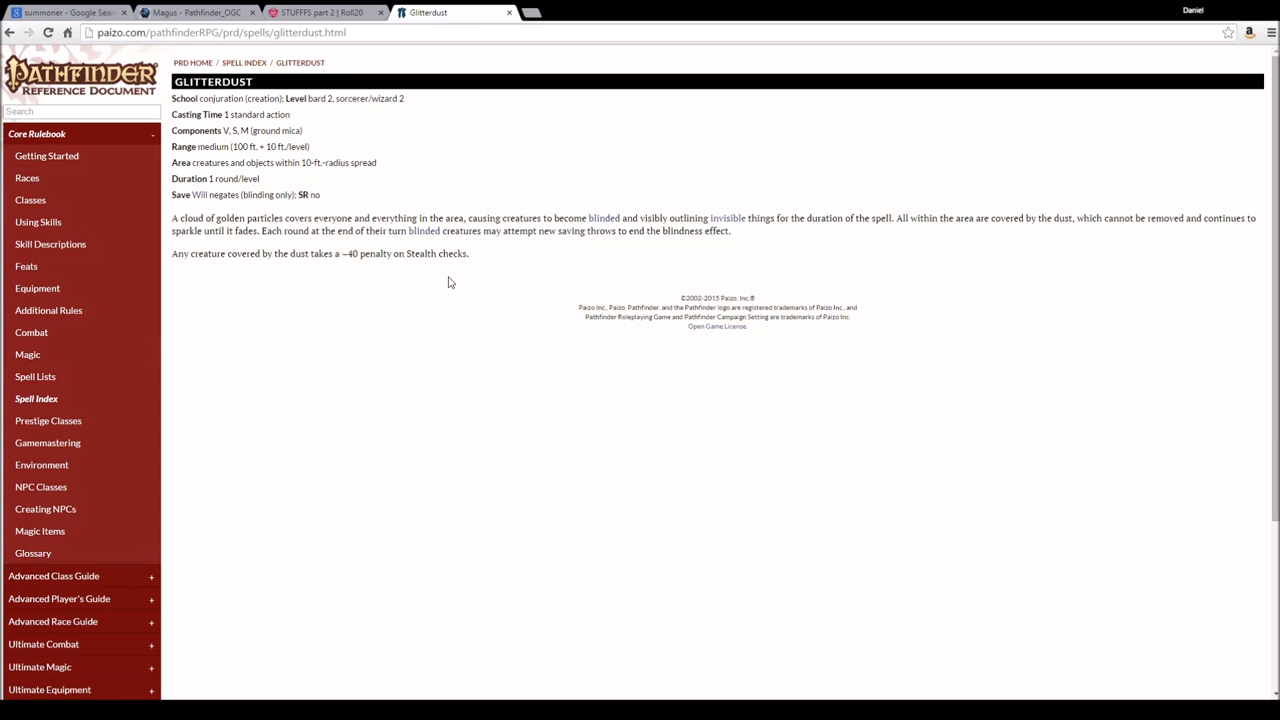 summoner - Google Sear
Magus - Pathfinder_OGC
STUFFFS part 2 | Roll20
Glitterdust
Daniel
paizo.com/pathfinderRPG/prd/spells/glitterdust.html
PATHFINDER
REFERENCE DOCUMENT
Search
Core Rulebook -
Getting Started
Races
Classes
Using Skills
Skill Descriptions
Feats
Equipment
Additional Rules
Combat
Magic
Spell Lists
Spell Index
Prestige Classes
Gamemastering
Environment
NPC Classes
Creating NPCs
Magic Items
Glossary
Advanced Class Guide +
Advanced Player's Guide +
Advanced Race Guide +
Ultimate Combat +
Ultimate Magic +
Ultimate Equipment +
PRD HOME / SPELL INDEX / GLITTERDUST
GLITTERDUST
School conjuration (creation); Level bard 2, sorcerer/wizard 2
Casting Time 1 standard action
Components V, S, M (ground mica)
Range medium (100 ft. + 10 ft./level)
Area creatures and objects within 10-ft.-radius spread
Duration 1 round/level
Save Will negates (blinding only); SR no
A cloud of golden particles covers everyone and everything in the area, causing creatures to become blinded and visibly outlining invisible things for the duration of the spell. All within the area are covered by the dust, which cannot be removed and continues to
sparkle until it fades. Each round at the end of their turn blinded creatures may attempt new saving throws to end the blindness effect.
Any creature covered by the dust takes a –40 penalty on Stealth checks.
©2002-2015 Paizo, Inc.®
Paizo Inc., Paizo, Pathfinder, and the Pathfinder logo are registered trademarks of Paizo Inc., and
Pathfinder Roleplaying Game and Pathfinder Campaign Setting are trademarks of Paizo Inc.
Open Game License.